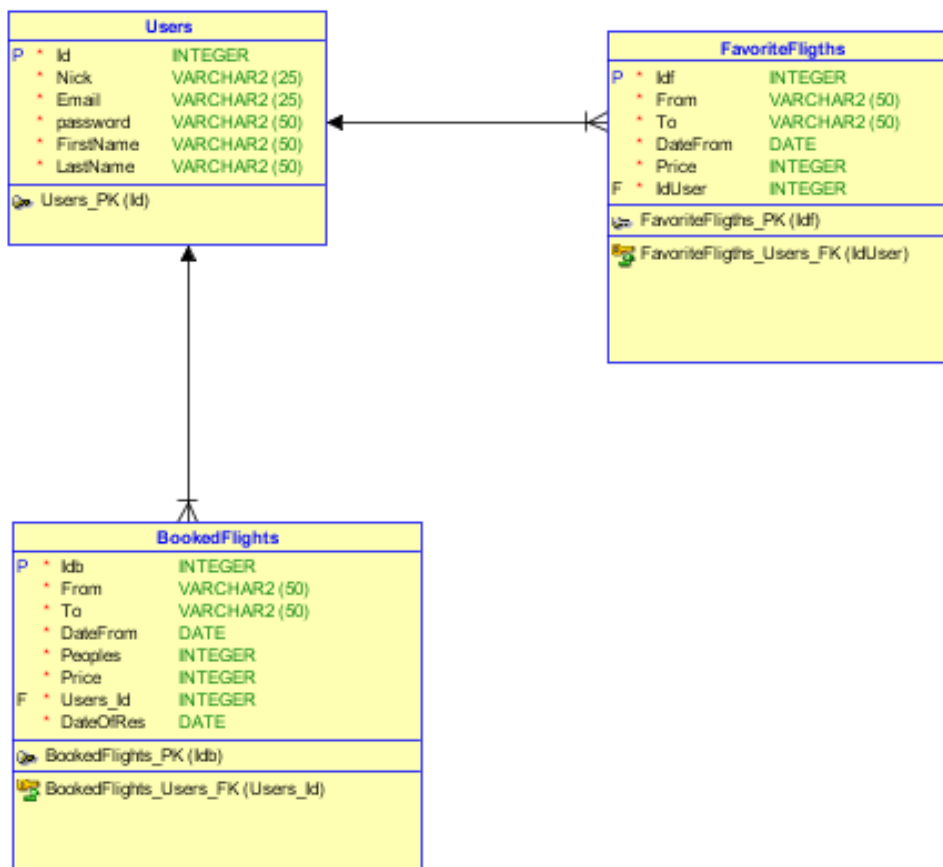 Users
P * Id INTEGER
* Nick VARCHAR2 (25)
* Email VARCHAR2 (25)
* password VARCHAR2 (50)
* FirstName VARCHAR2 (50)
* LastName VARCHAR2 (50)
Users_PK (Id)
FavoriteFligths
P * Idf INTEGER
* From VARCHAR2 (50)
* To VARCHAR2 (50)
* DateFrom DATE
* Price INTEGER
F * IdUser INTEGER
FavoriteFligths_PK (Idf)
FavoriteFligths_Users_FK (IdUser)
BookedFlights
P * Idb INTEGER
* From VARCHAR2 (50)
* To VARCHAR2 (50)
* DateFrom DATE
* Peoples INTEGER
* Price INTEGER
F * Users_Id INTEGER
* DateOfRes DATE
BookedFlights_PK (Idb)
BookedFlights_Users_FK (Users_Id)